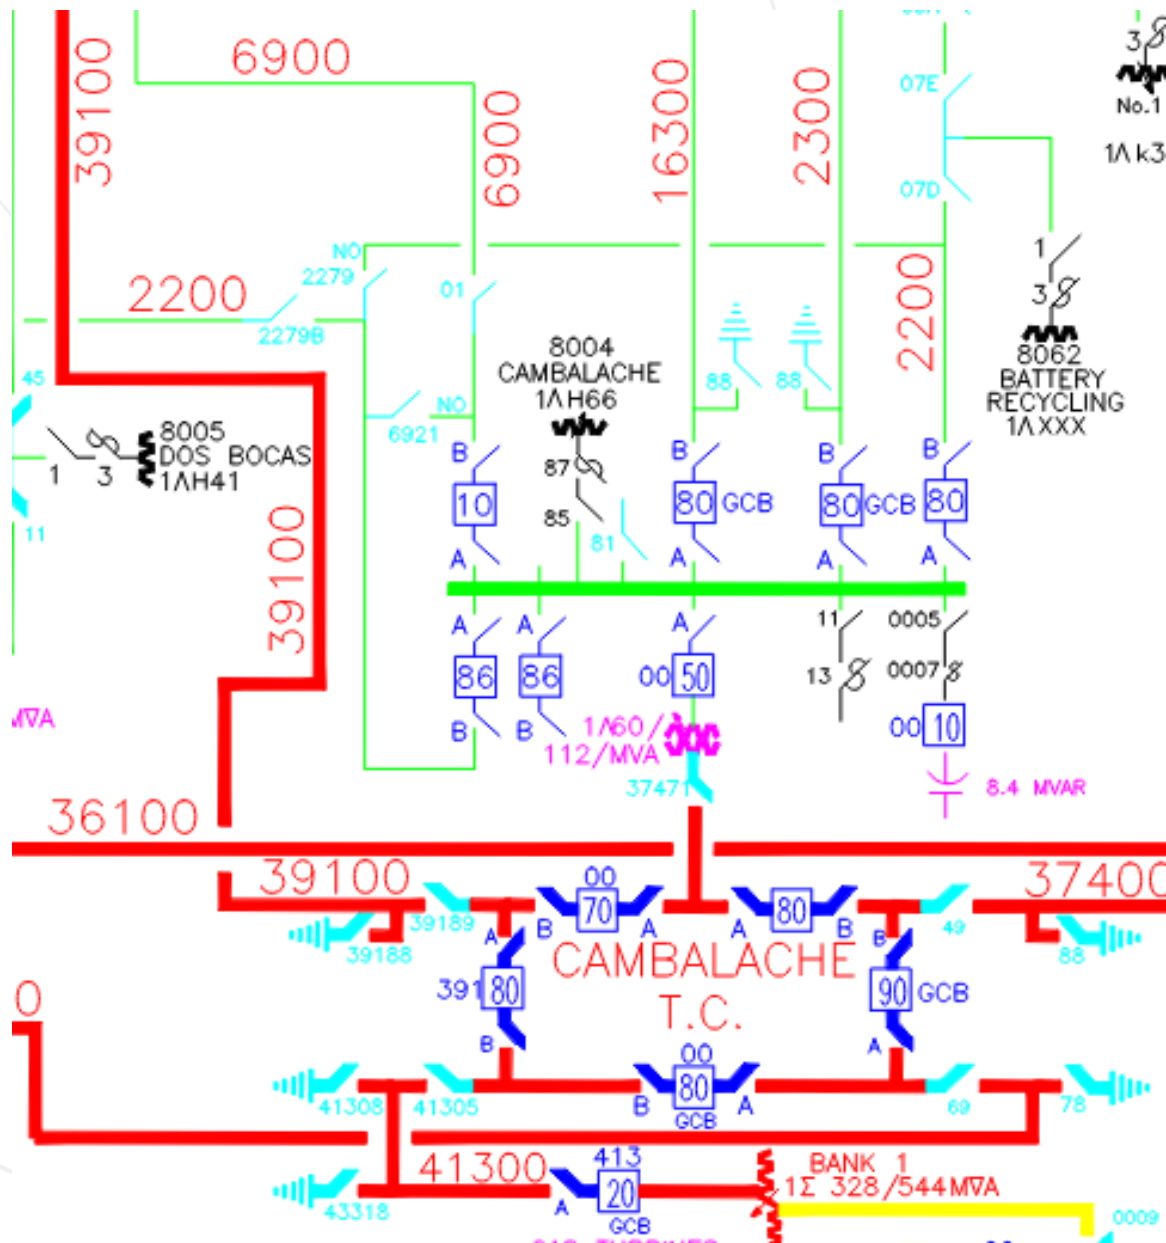 39100
6900
6900
16300
2300
07E
07D
3
No.1
1Λ k3
NO
2279
2200
2279B
01
1
3
8062
BATTERY
RECYCLING
1ΛXXX
2200
8004
CAMBALACHE
1ΛH66
88
88
45
NO
6921
8005
DOS BOCAS
1ΛH41
1
3
11
39100
B
10
A
87
85
81
B
80
GCB
A
B
80
GCB
A
B
80
A
A
86
B
A
86
B
A
00
50
11
13
0005
0007
00
10
8.4 MVAR
1Λ60/
112/MVA
37471
MVA
36100
39100
37400
39189
39188
00
B
70
A
A
80
B
49
88
CAMBALACHE
T.C.
A
391
80
B
B
90
GCB
A
0
41308
41305
00
B
80
A
GCB
69
78
41300
43318
413
A
20
GCB
BANK 1
1Σ 328/544MVA
0009